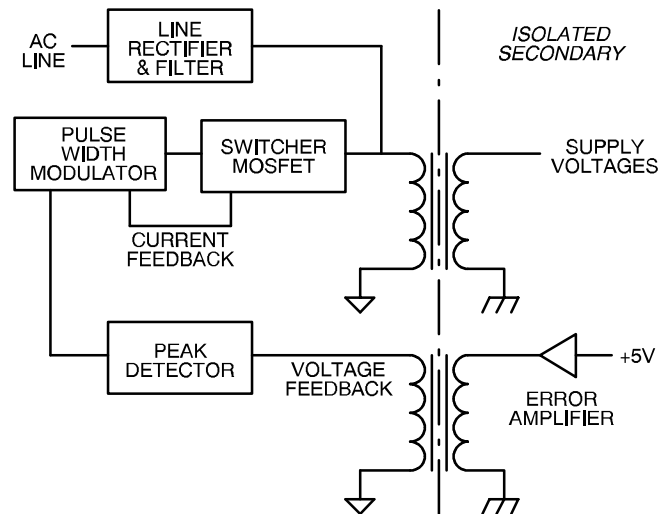 AC
LINE
LINE
RECTIFIER
& FILTER
ISOLATED
SECONDARY
PULSE
WIDTH
MODULATOR
SWITCHER
MOSFET
SUPPLY
VOLTAGES
CURRENT
FEEDBACK
PEAK
DETECTOR
VOLTAGE
FEEDBACK
+5V
ERROR
AMPLIFIER